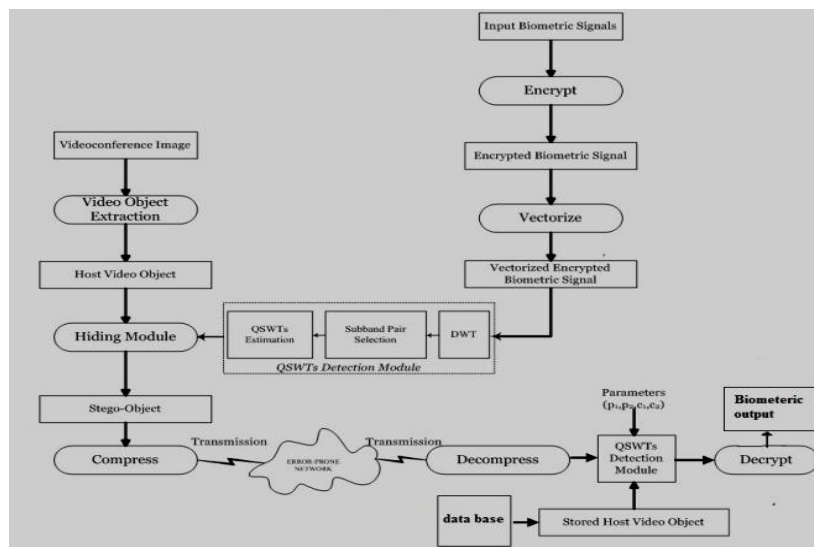 Input Biometric Signals
Encrypt
Encrypted Biometric Signal
Vectorize
Vectorized Encrypted
Biometric Signal
Videoconference Image
Video Object
Extraction
Host Video Object
Hiding Module
QSWTs
Estimation
Subband Pair
Selection
DWT
QSWTs Detection Module
Stego-Object
Compress
Transmission
ERROR-PRONE
NETWORK
Transmission
Decompress
Parameters
(p₁,p₂,c₁,c₂)
QSWTs
Detection
Module
Biometeric
output
Decrypt
data base
Stored Host Video Object